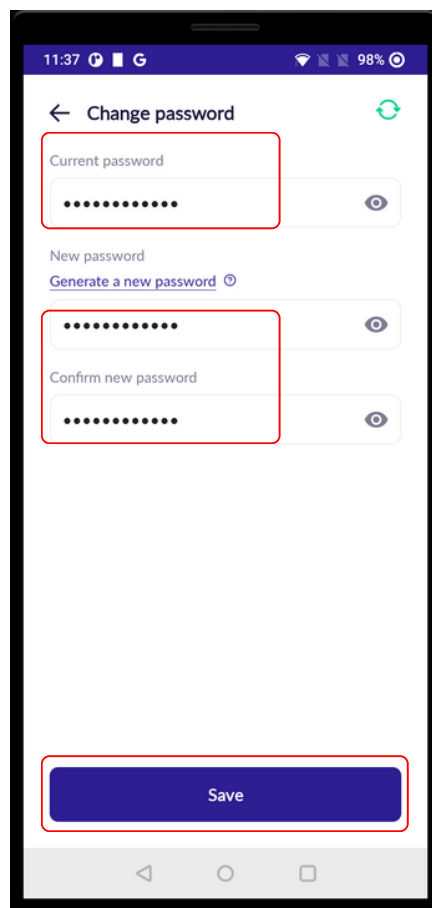 11:37 G 98%
Change password
Current password
••••••••••••
New password
Generate a new password ?
••••••••••••
Confirm new password
••••••••••••
Save